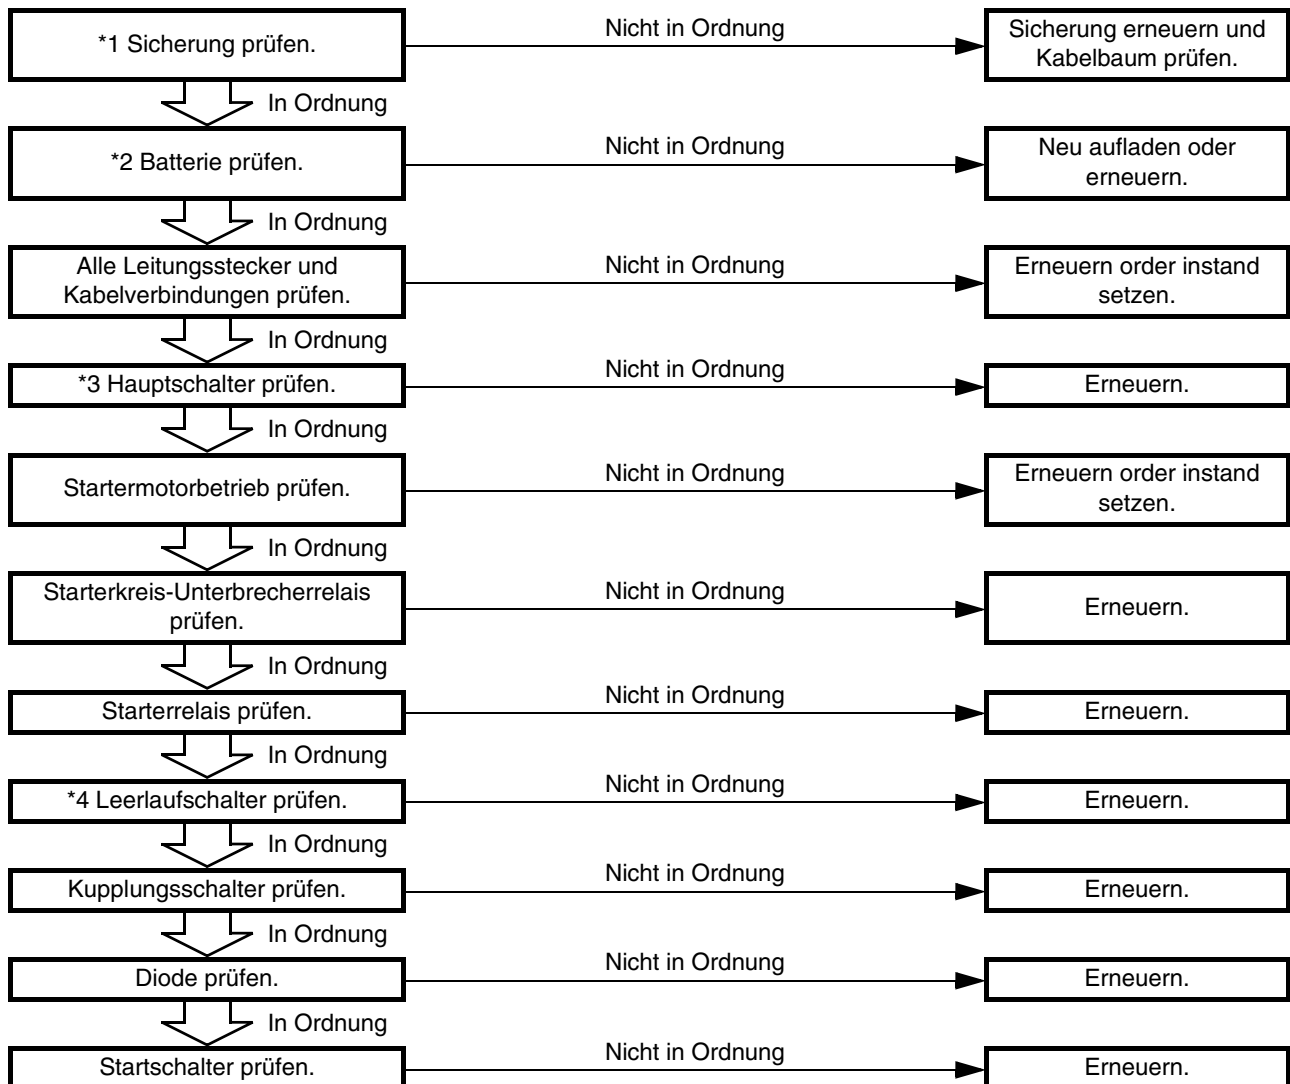 *1 Sicherung prüfen.
Nicht in Ordnung
Sicherung erneuern und
Kabelbaum prüfen.
In Ordnung
*2 Batterie prüfen.
Nicht in Ordnung
Neu aufladen oder
erneuern.
In Ordnung
Alle Leitungsstecker und
Kabelverbindungen prüfen.
Nicht in Ordnung
Erneuern order instand
setzen.
In Ordnung
*3 Hauptschalter prüfen.
Nicht in Ordnung
Erneuern.
In Ordnung
Startermotorbetrieb prüfen.
Nicht in Ordnung
Erneuern order instand
setzen.
In Ordnung
Starterkreis-Unterbrecherrelais
prüfen.
Nicht in Ordnung
Erneuern.
In Ordnung
Starterrelais prüfen.
Nicht in Ordnung
Erneuern.
In Ordnung
*4 Leerlaufschalter prüfen.
Nicht in Ordnung
Erneuern.
In Ordnung
Kupplungsschalter prüfen.
Nicht in Ordnung
Erneuern.
In Ordnung
Diode prüfen.
Nicht in Ordnung
Erneuern.
In Ordnung
Startschalter prüfen.
Nicht in Ordnung
Erneuern.